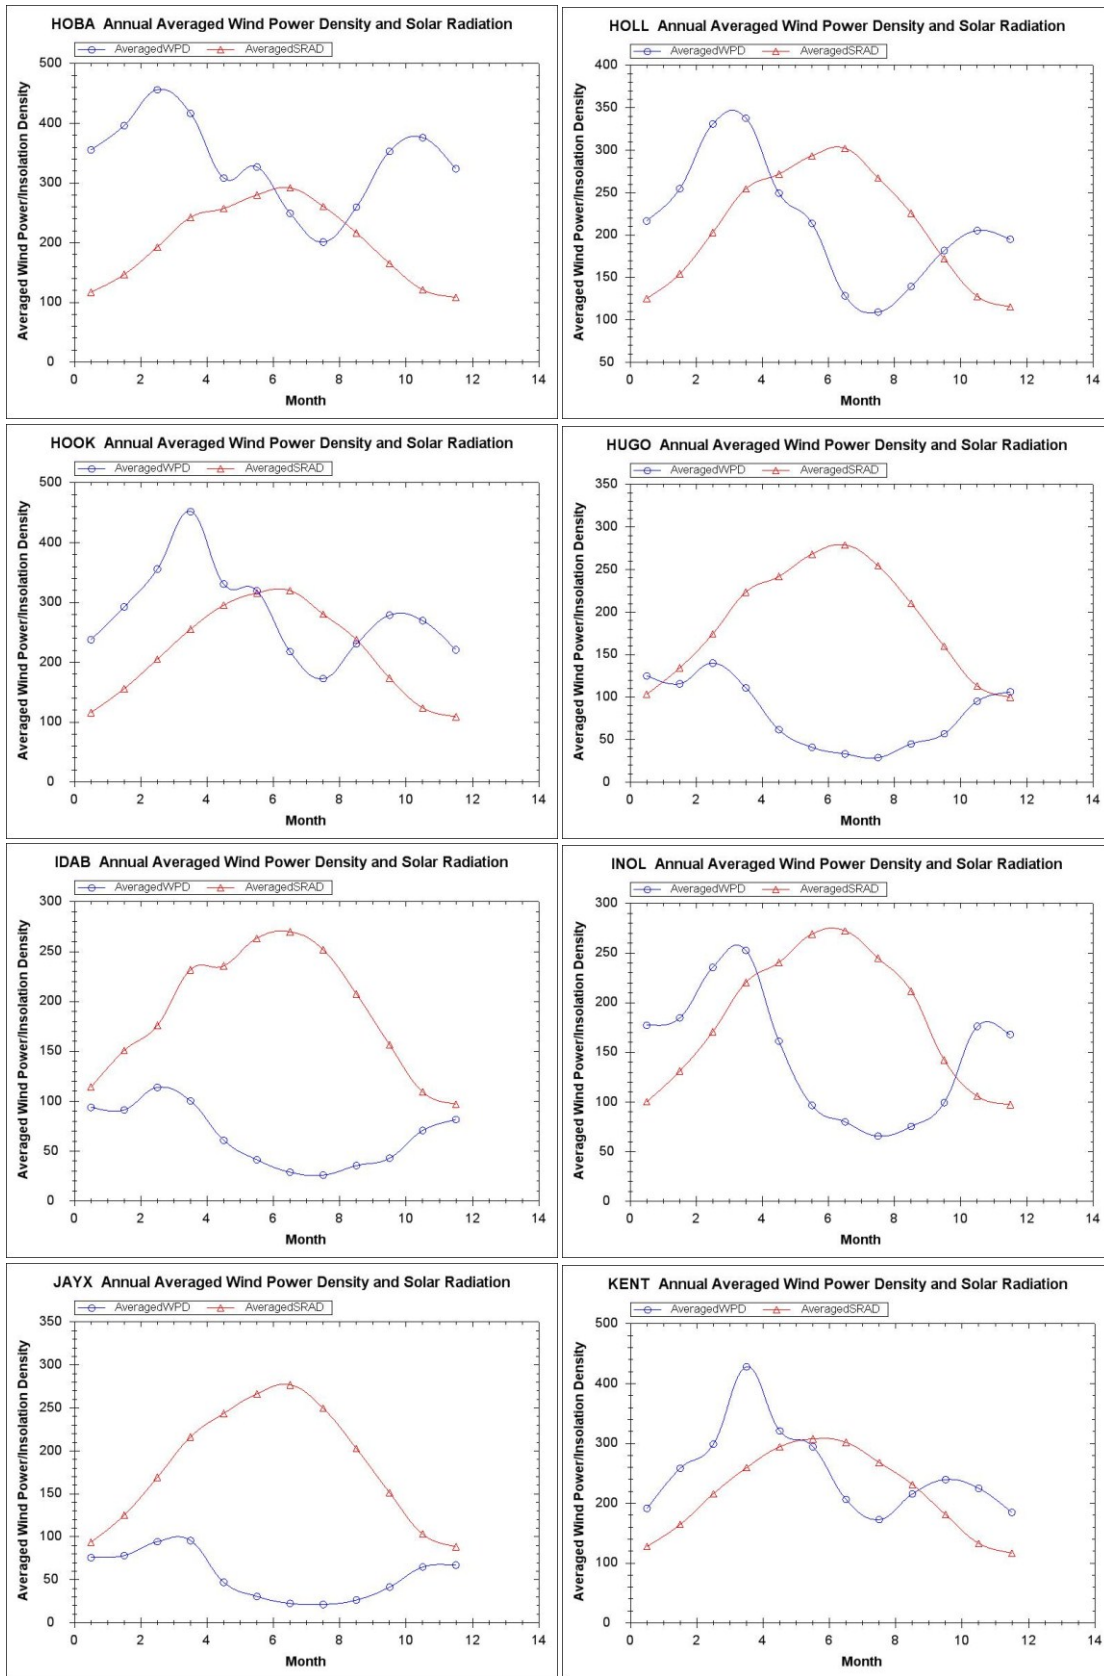 HOBA Annual Averaged Wind Power Density and Solar Radiation
AveragedWPD AveragedSRAD
Averaged Wind Power/Insolation Density
500
400
300
200
100
0
0 2 4 6 8 10 12 14
Month
HOLL Annual Averaged Wind Power Density and Solar Radiation
AveragedWPD AveragedSRAD
Averaged Wind Power/Insolation Density
400
350
300
250
200
150
100
50
0 2 4 6 8 10 12 14
Month
HOOK Annual Averaged Wind Power Density and Solar Radiation
AveragedWPD AveragedSRAD
Averaged Wind Power/Insolation Density
500
400
300
200
100
0
0 2 4 6 8 10 12 14
Month
HUGO Annual Averaged Wind Power Density and Solar Radiation
AveragedWPD AveragedSRAD
Averaged Wind Power/Insolation Density
350
300
250
200
150
100
50
0
0 2 4 6 8 10 12 14
Month
IDAB Annual Averaged Wind Power Density and Solar Radiation
AveragedWPD AveragedSRAD
Averaged Wind Power/Insolation Density
300
250
200
150
100
50
0
0 2 4 6 8 10 12 14
Month
INOL Annual Averaged Wind Power Density and Solar Radiation
AveragedWPD AveragedSRAD
Averaged Wind Power/Insolation Density
300
250
200
150
100
50
0
0 2 4 6 8 10 12 14
Month
JAYX Annual Averaged Wind Power Density and Solar Radiation
AveragedWPD AveragedSRAD
Averaged Wind Power/Insolation Density
350
300
250
200
150
100
50
0
0 2 4 6 8 10 12 14
Month
KENT Annual Averaged Wind Power Density and Solar Radiation
AveragedWPD AveragedSRAD
Averaged Wind Power/Insolation Density
500
400
300
200
100
0
0 2 4 6 8 10 12 14
Month